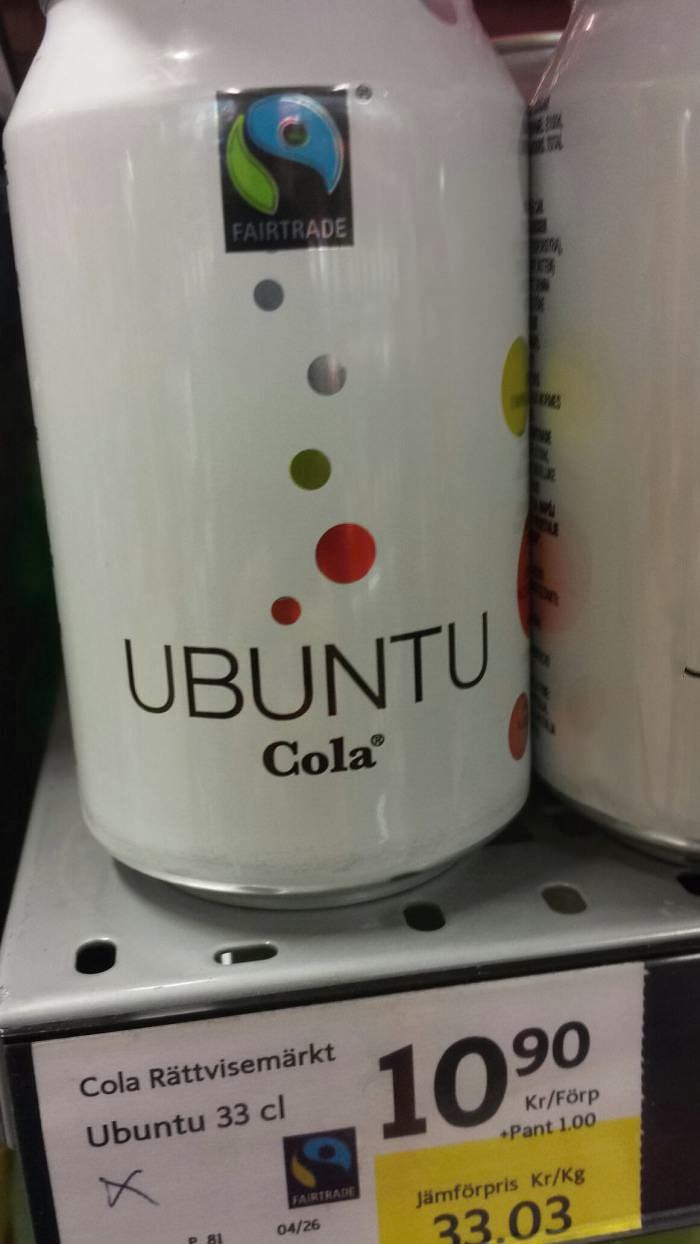 FAIRTRADE
UBUNTU
Cola®
Cola Rättvisemärkt
Ubuntu 33 cl
10 90
Kr/Förp
+Pant 1.00
FAIRTRADE
Jämförpris Kr/Kg
33.03
P 81
04/26